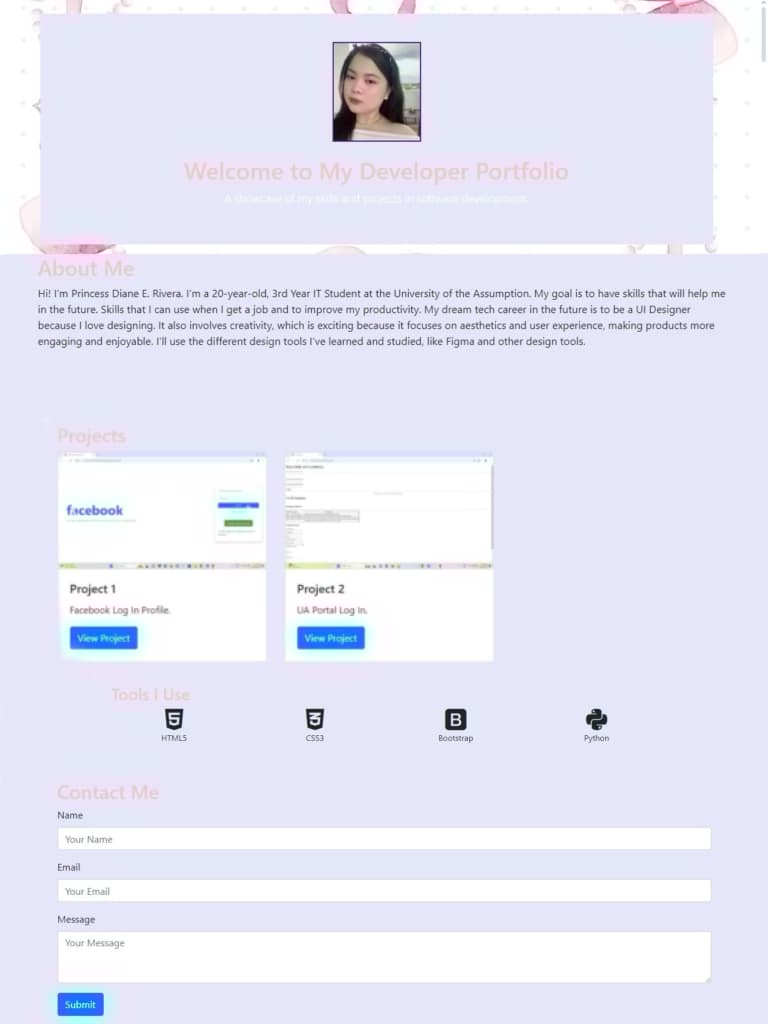 Welcome to My Developer Portfolio
A showcase of my skills and projects in software development.
About Me
Hi! I'm Princess Diane E. Rivera. I'm a 20-year-old, 3rd Year IT Student at the University of the Assumption. My goal is to have skills that will help me
in the future. Skills that I can use when I get a job and to improve my productivity. My dream tech career in the future is to be a UI Designer
because I love designing. It also involves creativity, which is exciting because it focuses on aesthetics and user experience, making products more
engaging and enjoyable. I'll use the different design tools I've learned and studied, like Figma and other design tools.
Projects
facebook
Project 1
Facebook Log In Profile.
View Project
Project 2
UA Portal Log In.
View Project
Tools I Use
HTML5
CSS3
Bootstrap
Python
Contact Me
Name
Your Name
Email
Your Email
Message
Your Message
Submit